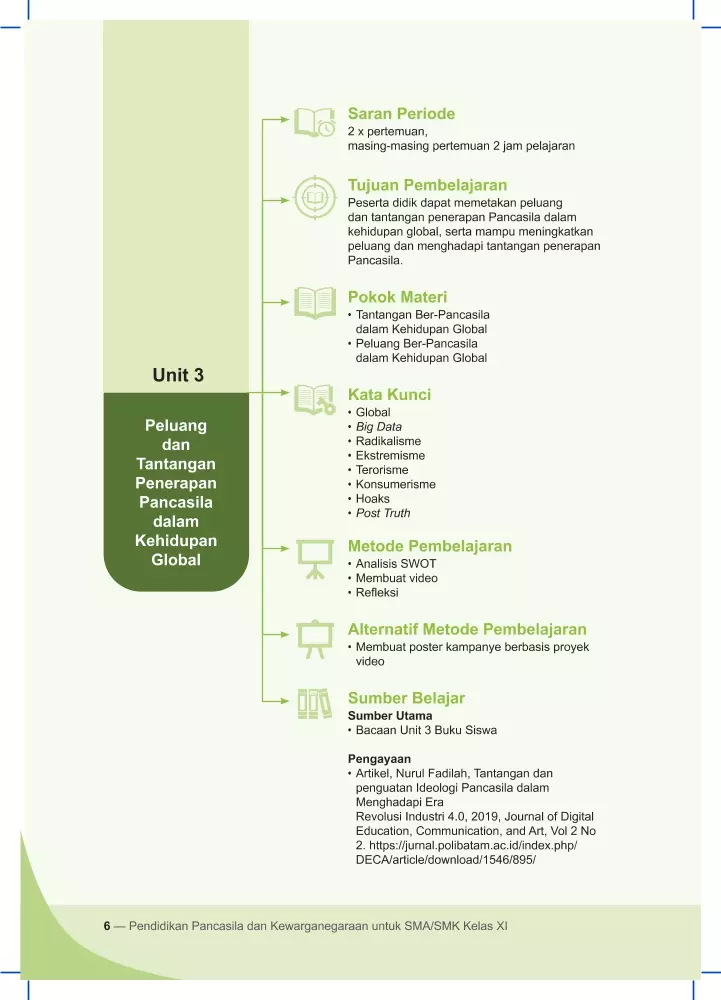 Unit 3
Peluang
dan
Tantangan
Penerapan
Pancasila
dalam
Kehidupan
Global
Saran Periode
2 x pertemuan,
masing-masing pertemuan 2 jam pelajaran
Tujuan Pembelajaran
Peserta didik dapat memetakan peluang
dan tantangan penerapan Pancasila dalam
kehidupan global, serta mampu meningkatkan
peluang dan menghadapi tantangan penerapan
Pancasila.
Pokok Materi
• Tantangan Ber-Pancasila
dalam Kehidupan Global
• Peluang Ber-Pancasila
dalam Kehidupan Global
Kata Kunci
• Global
• Big Data
• Radikalisme
• Ekstremisme
• Terorisme
• Konsumerisme
• Hoaks
• Post Truth
Metode Pembelajaran
• Analisis SWOT
• Membuat video
• Refleksi
Alternatif Metode Pembelajaran
• Membuat poster kampanye berbasis proyek
video
Sumber Belajar
Sumber Utama
• Bacaan Unit 3 Buku Siswa
Pengayaan
• Artikel, Nurul Fadilah, Tantangan dan
penguatan Ideologi Pancasila dalam
Menghadapi Era
Revolusi Industri 4.0, 2019, Journal of Digital
Education, Communication, and Art, Vol 2 No
2. https://jurnal.polibatam.ac.id/index.php/
DECA/article/download/1546/895/
6 — Pendidikan Pancasila dan Kewarganegaraan untuk SMA/SMK Kelas XI